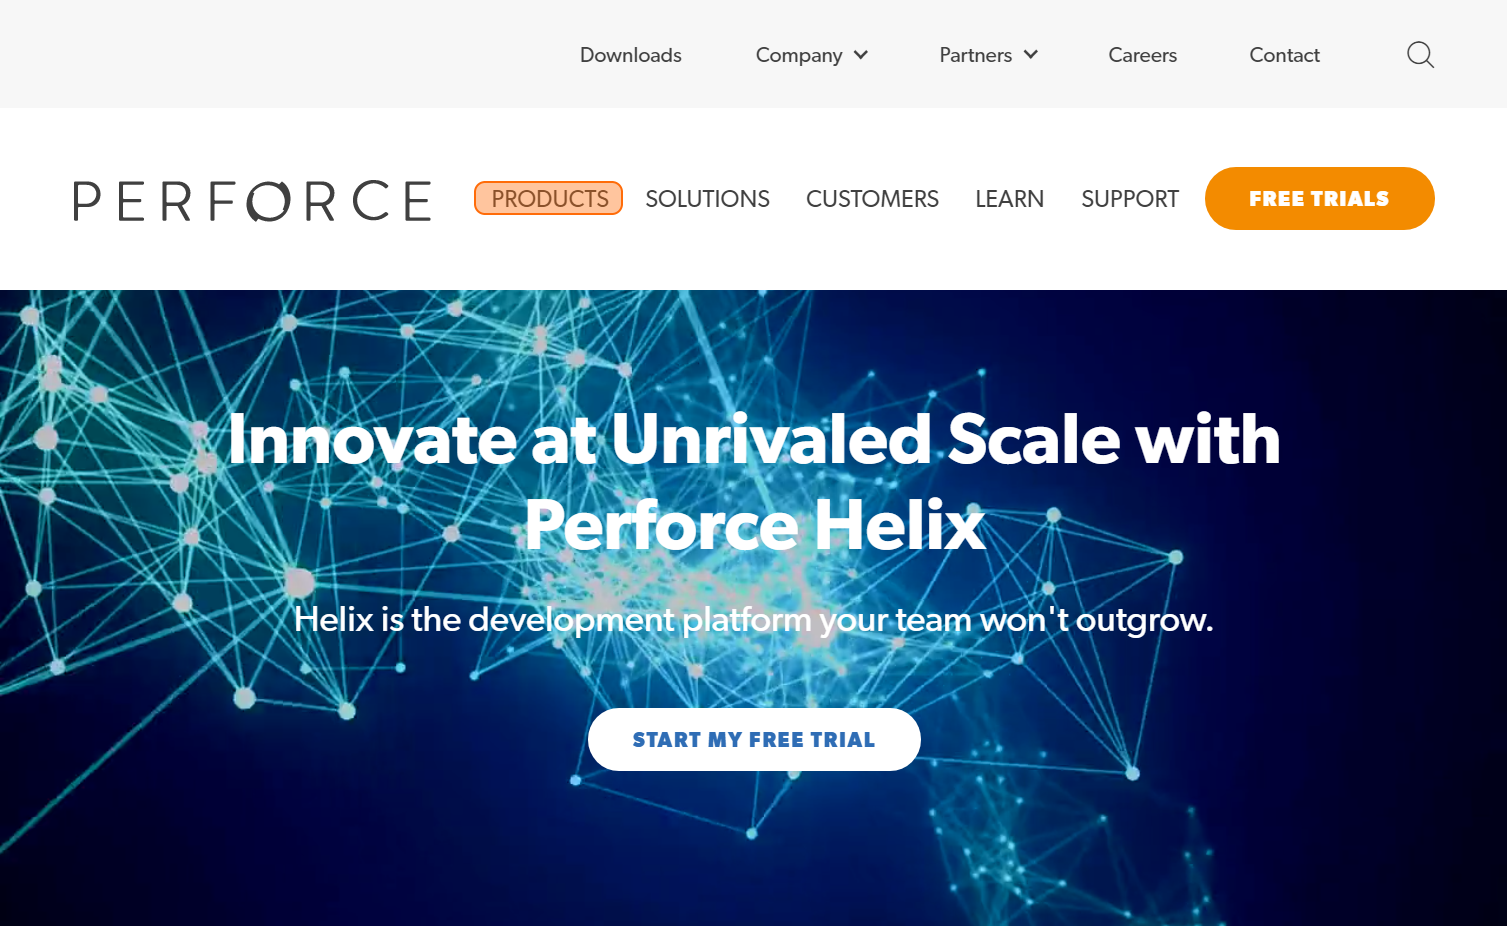 Downloads Company Partners Careers Contact
PERFORCE PRODUCTS SOLUTIONS CUSTOMERS LEARN SUPPORT FREE TRIALS
Innovate at Unrivaled Scale with
Perforce Helix
Helix is the development platform your team won't outgrow.
START MY FREE TRIAL